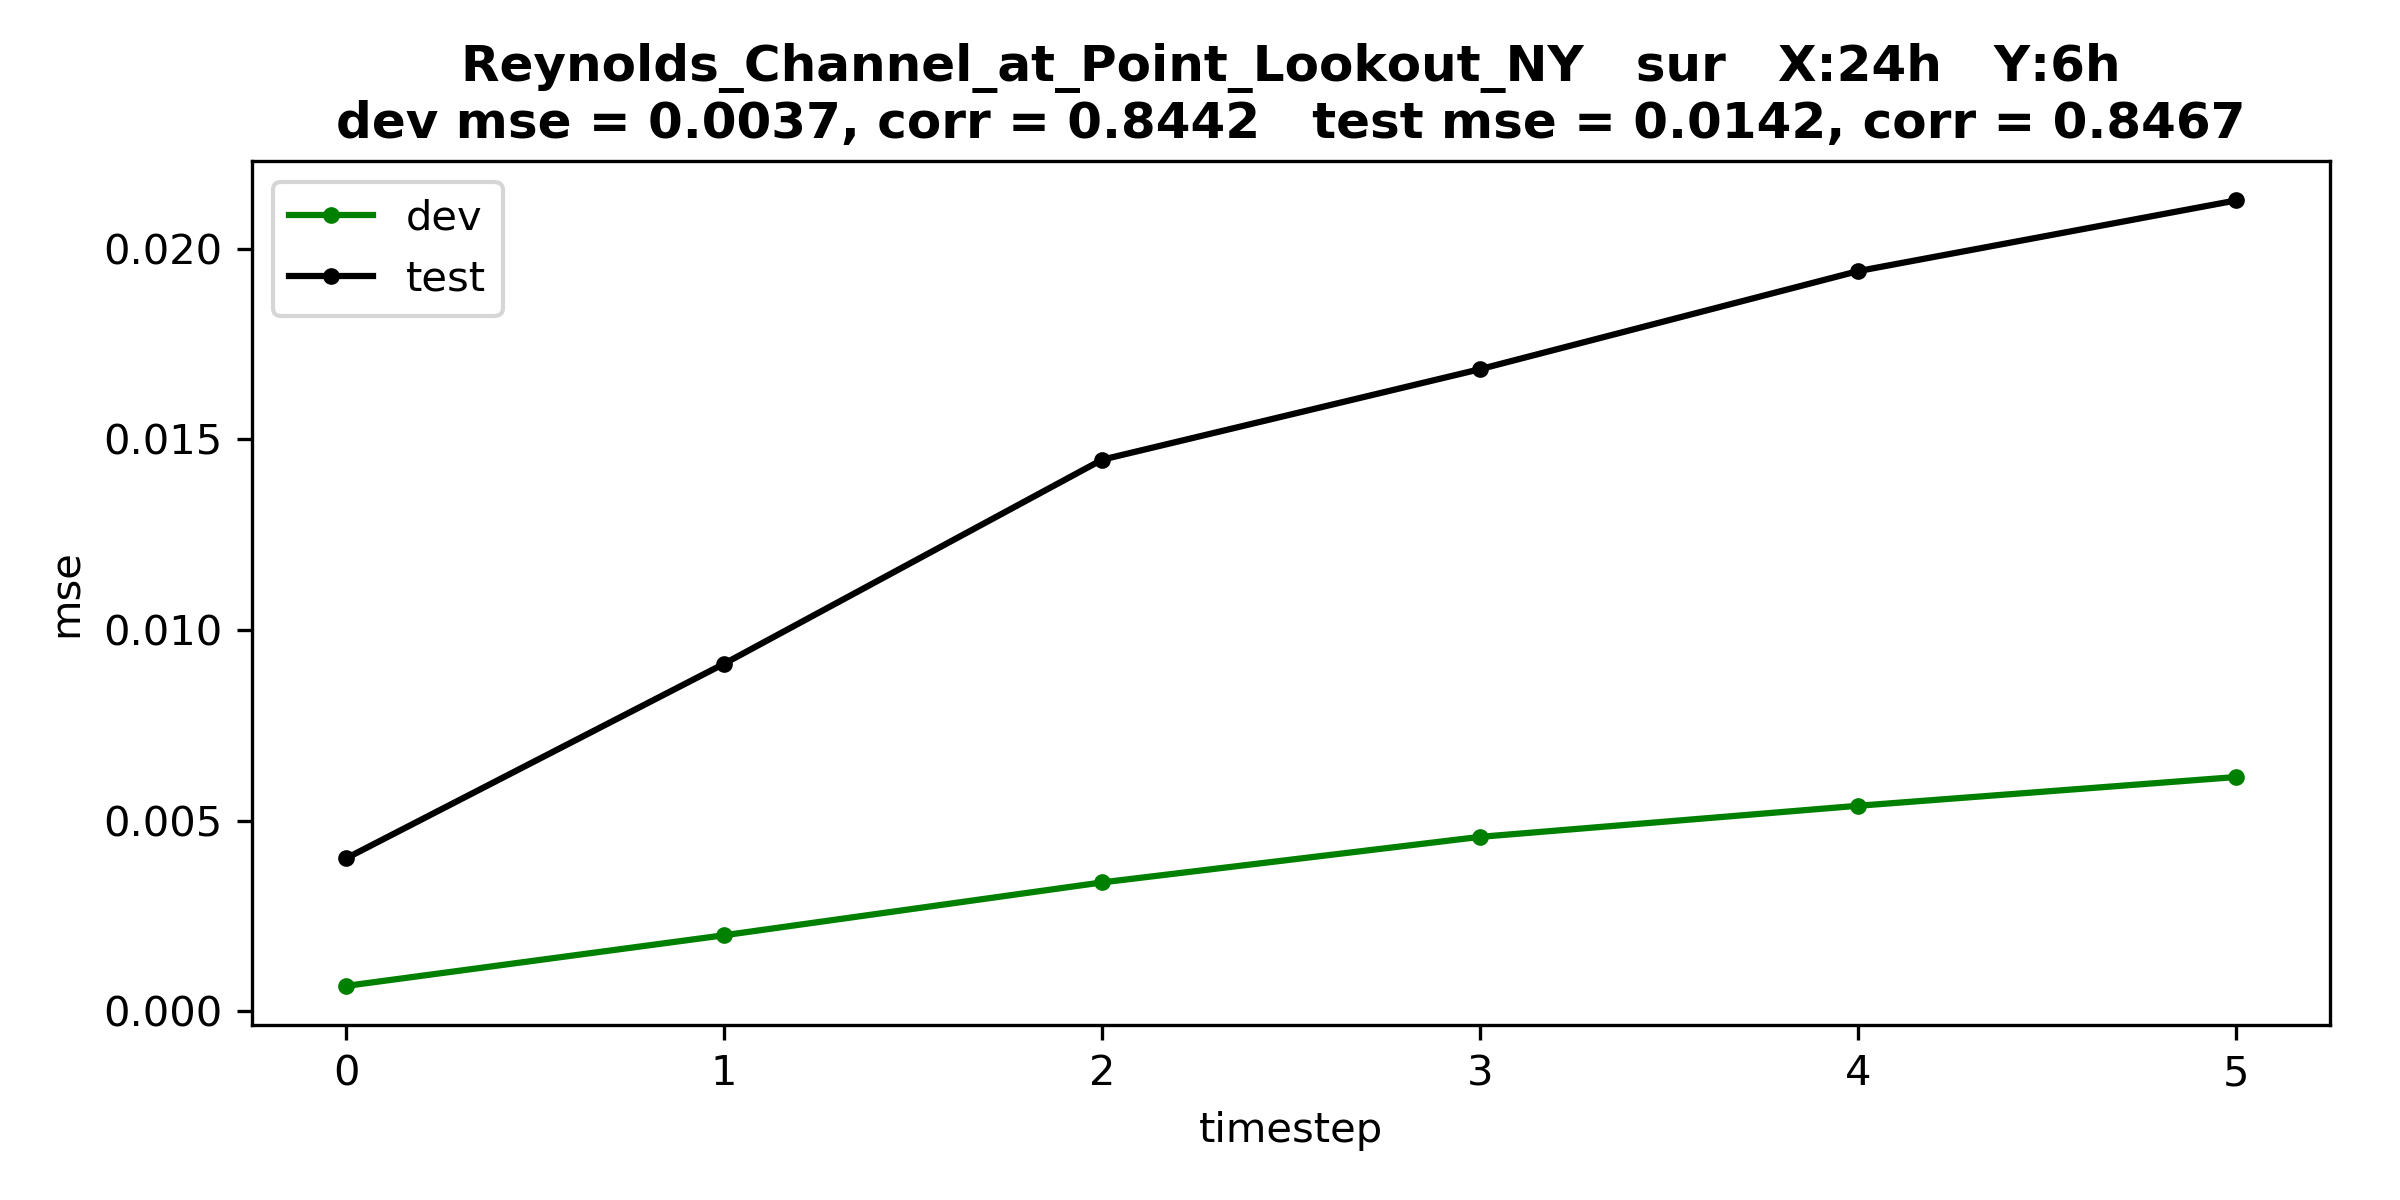 Reynolds_Channel_at_Point_Lookout_NY   sur   X:24h   Y:6h
dev mse = 0.0037, corr = 0.8442   test mse = 0.0142, corr = 0.8467
dev
test
0.020
0.015
0.010
0.005
0.000
mse
0 1 2 3 4 5
timestep